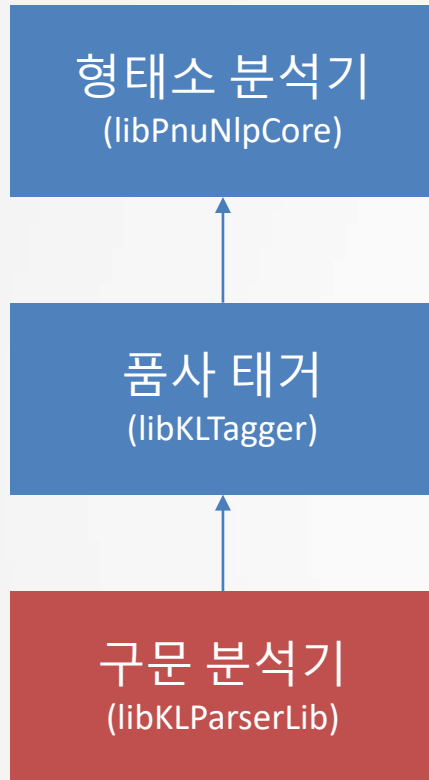 형태소 분석기
(libPnuNlpCore)
품사 태거
(libKLTagger)
구문 분석기
(libKLParserLib)